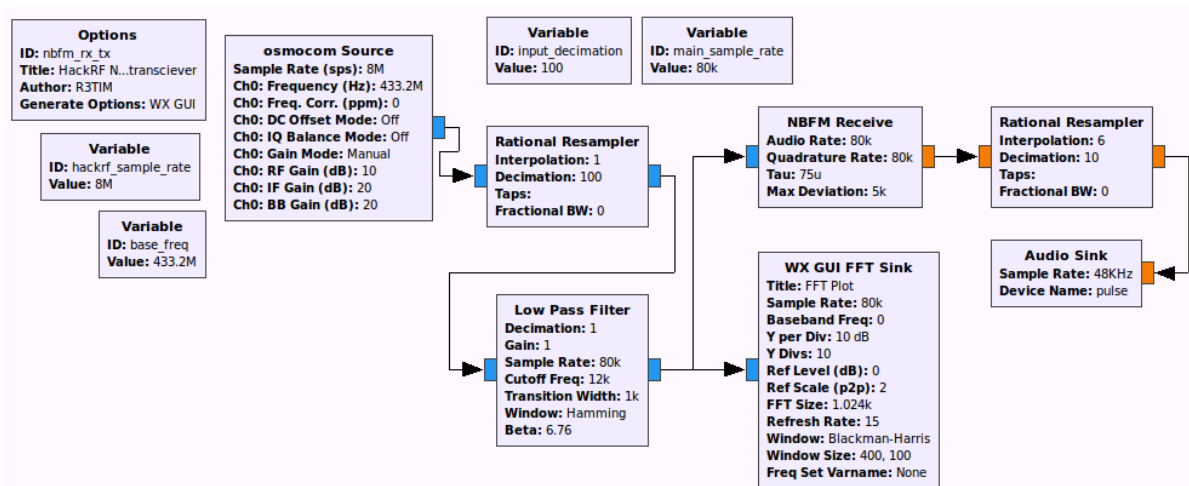 Options
ID: nbfm_rx_tx
Title: HackRF N...transciever
Author: R3TIM
Generate Options: WX GUI
Variable
ID: hackrf_sample_rate
Value: 8M
Variable
ID: base_freq
Value: 433.2M
osmocom Source
Sample Rate (sps): 8M
Ch0: Frequency (Hz): 433.2M
Ch0: Freq. Corr. (ppm): 0
Ch0: DC Offset Mode: Off
Ch0: IQ Balance Mode: Off
Ch0: Gain Mode: Manual
Ch0: RF Gain (dB): 10
Ch0: IF Gain (dB): 20
Ch0: BB Gain (dB): 20
Variable
ID: input_decimation
Value: 100
Variable
ID: main_sample_rate
Value: 80k
Rational Resampler
Interpolation: 1
Decimation: 100
Taps:
Fractional BW: 0
Low Pass Filter
Decimation: 1
Gain: 1
Sample Rate: 80k
Cutoff Freq: 12k
Transition Width: 1k
Window: Hamming
Beta: 6.76
NBFM Receive
Audio Rate: 80k
Quadrature Rate: 80k
Tau: 75u
Max Deviation: 5k
Rational Resampler
Interpolation: 6
Decimation: 10
Taps:
Fractional BW: 0
WX GUI FFT Sink
Title: FFT Plot
Sample Rate: 80k
Baseband Freq: 0
Y per Div: 10 dB
Y Divs: 10
Ref Level (dB): 0
Ref Scale (p2p): 2
FFT Size: 1.024k
Refresh Rate: 15
Window: Blackman-Harris
Window Size: 400, 100
Freq Set Varname: None
Audio Sink
Sample Rate: 48KHz
Device Name: pulse